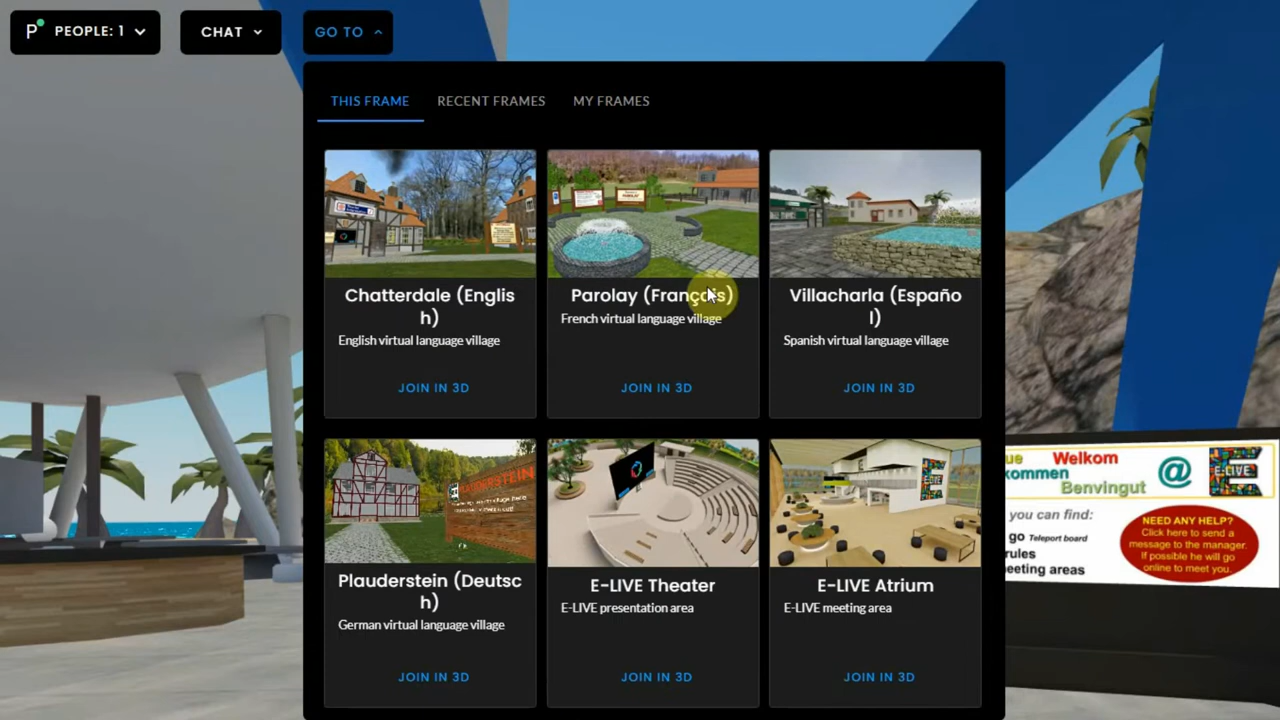 P PEOPLE: 1
CHAT
GO TO
THIS FRAME
RECENT FRAMES
MY FRAMES
Chatterdale (Englis
h)
English virtual language village
JOIN IN 3D
Parolay (Français)
French virtual language village
JOIN IN 3D
Villacharla (Españo
l)
Spanish virtual language village
JOIN IN 3D
PLAUDERSTEIN
Plauderstein (Deutsc
h)
German virtual language village
JOIN IN 3D
E-LIVE Theater
E-LIVE presentation area
JOIN IN 3D
E-LIVE Atrium
E-LIVE meeting area
JOIN IN 3D
ue Welkom
kommen @ E-LIVE
Benvingut
you can find:
go Teleport board
rules
eeting areas
NEED ANY HELP?
Click here to send a
message to the manager.
If possible he will go
online to meet you.